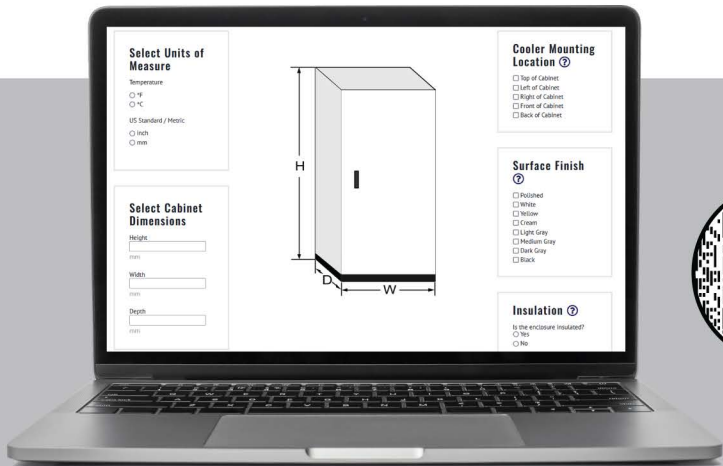 Select Units of
Measure
Temperature
°F
°C
US Standard / Metric
inch
mm
Select Cabinet
Dimensions
Height
mm
Width
mm
Depth
mm
H
D
W
Cooler Mounting
Location ?
Top of Cabinet
Left of Cabinet
Right of Cabinet
Front of Cabinet
Back of Cabinet
Surface Finish
?
Polished
White
Yellow
Cream
Light Gray
Medium Gray
Dark Gray
Black
Insulation ?
Is the enclosure insulated?
Yes
No